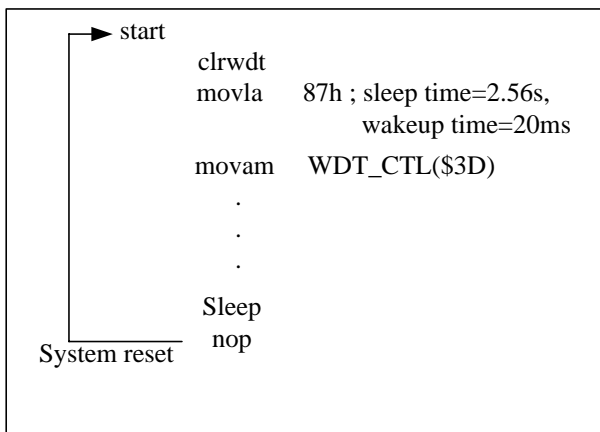 start
clrwdt
movla 87h ; sleep time=2.56s,
wakeup time=20ms
movam WDT_CTL($3D)
.
.
.
Sleep
nop
System reset